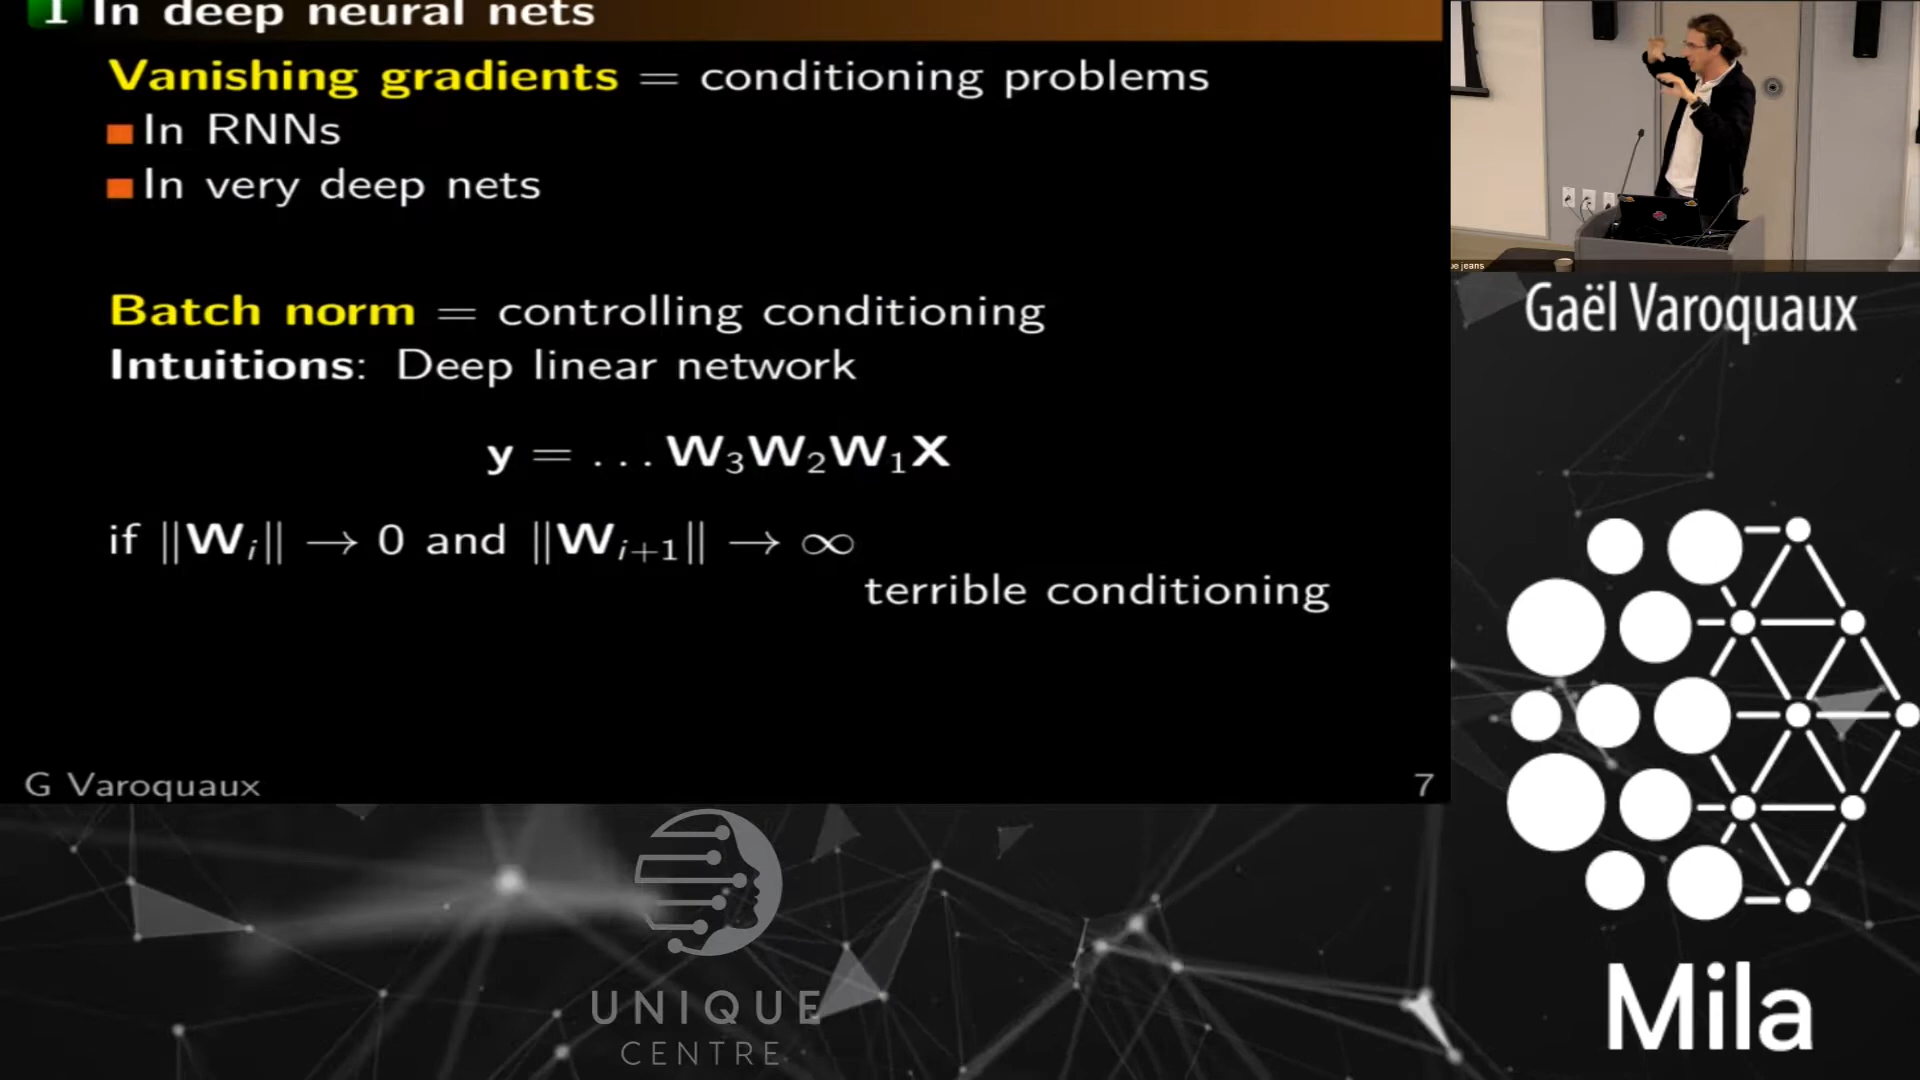 1 In deep neural nets
Vanishing gradients = conditioning problems
In RNNs
In very deep nets
Batch norm = controlling conditioning
Intuitions: Deep linear network
y = ...W₃W₂W₁X
if ||Wᵢ|| → 0 and ||Wᵢ₊₁|| → ∞
terrible conditioning
G Varoquaux
7
jeans
Gaël Varoquaux
UNIQUE
CENTRE
Mila